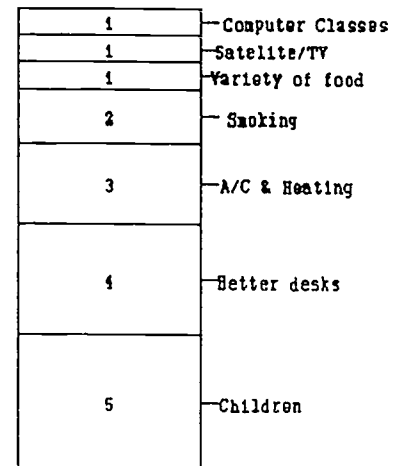 1 Computer Classes
1 Satelite/TV
1 Variety of food
2 Smoking
3 A/C & Heating
4 Better desks
5 Children